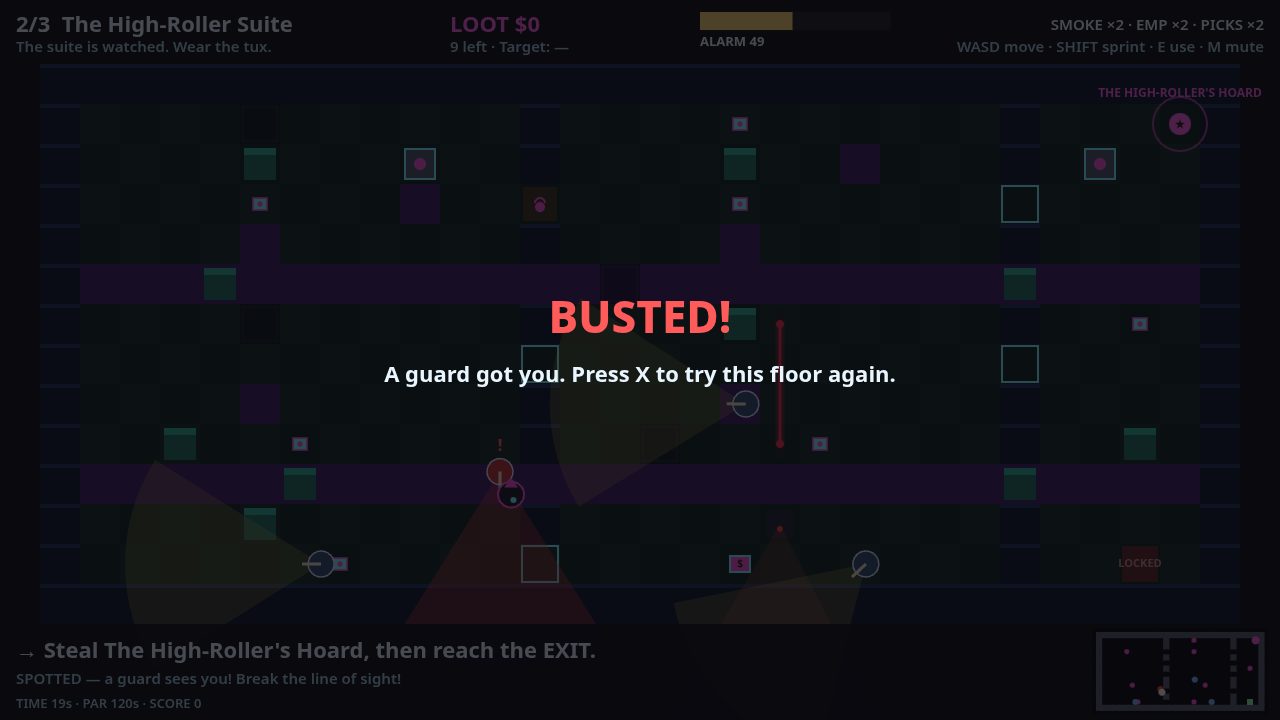 2/3 The High-Roller Suite
The suite is watched. Wear the tux.
LOOT $0
9 left · Target: —
ALARM 49
SMOKE ×2 · EMP ×2 · PICKS ×2
WASD move · SHIFT sprint · E use · M mute
THE HIGH-ROLLER'S HOARD
★
BUSTED!
A guard got you. Press X to try this floor again.
!
S
LOCKED
→ Steal The High-Roller's Hoard, then reach the EXIT.
SPOTTED — a guard sees you! Break the line of sight!
TIME 19s · PAR 120s · SCORE 0